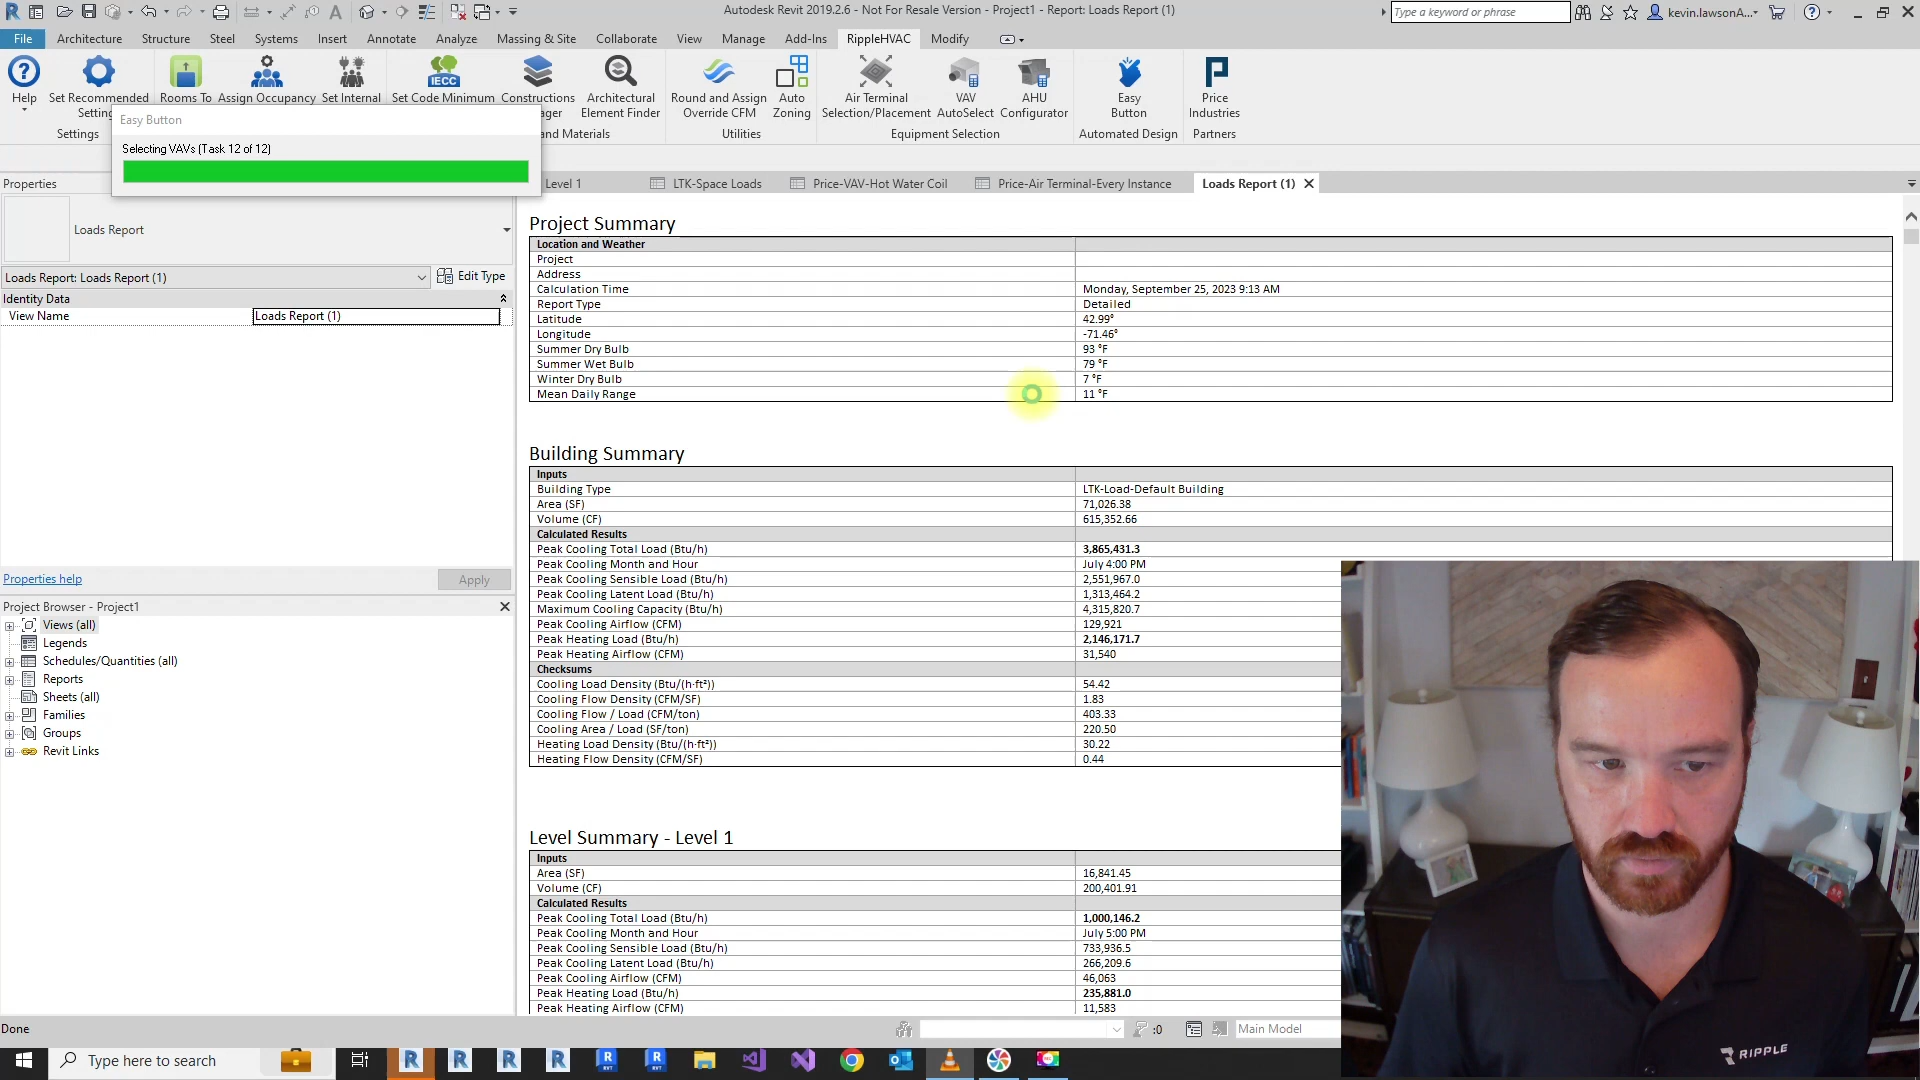 Autodesk Revit 2019.2.6 - Not For Resale Version - Project1 - Report: Loads Report (1)
Type a keyword or phrase
kevin.lawsonA...
File Architecture Structure Steel Systems Insert Annotate Analyze Massing & Site Collaborate View Manage Add-Ins RippleHVAC Modify
Help
Set Recommended
Rooms To
Assign Occupancy
Set Internal
IECC
Set Code Minimum
Constructions
Architectural
Element Finder
Round and Assign
Override CFM
Auto
Zoning
Air Terminal
Selection/Placement
VAV
AutoSelect
AHU
Configurator
Easy
Button
Price
Industries
Settings
and Materials
Utilities
Equipment Selection
Automated Design
Partners
Easy Button
Selecting VAVs (Task 12 of 12)
Level 1
LTK-Space Loads
Price-VAV-Hot Water Coil
Price-Air Terminal-Every Instance
Loads Report (1)
Properties
Loads Report
Loads Report: Loads Report (1)
Edit Type
Identity Data
View Name Loads Report (1)
Properties help
Apply
Project Browser - Project1
Views (all)
Legends
Schedules/Quantities (all)
Reports
Sheets (all)
Families
Groups
Revit Links
Project Summary
Location and Weather
Project
Address
Calculation Time Monday, September 25, 2023 9:13 AM
Report Type Detailed
Latitude 42.99°
Longitude -71.46°
Summer Dry Bulb 93 °F
Summer Wet Bulb 79 °F
Winter Dry Bulb 7 °F
Mean Daily Range 11 °F
Building Summary
Inputs
Building Type LTK-Load-Default Building
Area (SF) 71,026.38
Volume (CF) 615,352.66
Calculated Results
Peak Cooling Total Load (Btu/h) 3,865,431.3
Peak Cooling Month and Hour July 4:00 PM
Peak Cooling Sensible Load (Btu/h) 2,551,967.0
Peak Cooling Latent Load (Btu/h) 1,313,464.2
Maximum Cooling Capacity (Btu/h) 4,315,820.7
Peak Cooling Airflow (CFM) 129,921
Peak Heating Load (Btu/h) 2,146,171.7
Peak Heating Airflow (CFM) 31,540
Checksums
Cooling Load Density (Btu/(h·ft²)) 54.42
Cooling Flow Density (CFM/SF) 1.83
Cooling Flow / Load (CFM/ton) 403.33
Cooling Area / Load (SF/ton) 220.50
Heating Load Density (Btu/(h·ft²)) 30.22
Heating Flow Density (CFM/SF) 0.44
Level Summary - Level 1
Inputs
Area (SF) 16,841.45
Volume (CF) 200,401.91
Calculated Results
Peak Cooling Total Load (Btu/h) 1,000,146.2
Peak Cooling Month and Hour July 5:00 PM
Peak Cooling Sensible Load (Btu/h) 733,936.5
Peak Cooling Latent Load (Btu/h) 266,209.6
Peak Cooling Airflow (CFM) 46,063
Peak Heating Load (Btu/h) 235,881.0
Peak Heating Airflow (CFM) 11,583
Done
:0
Main Model
Type here to search
RIPPLE